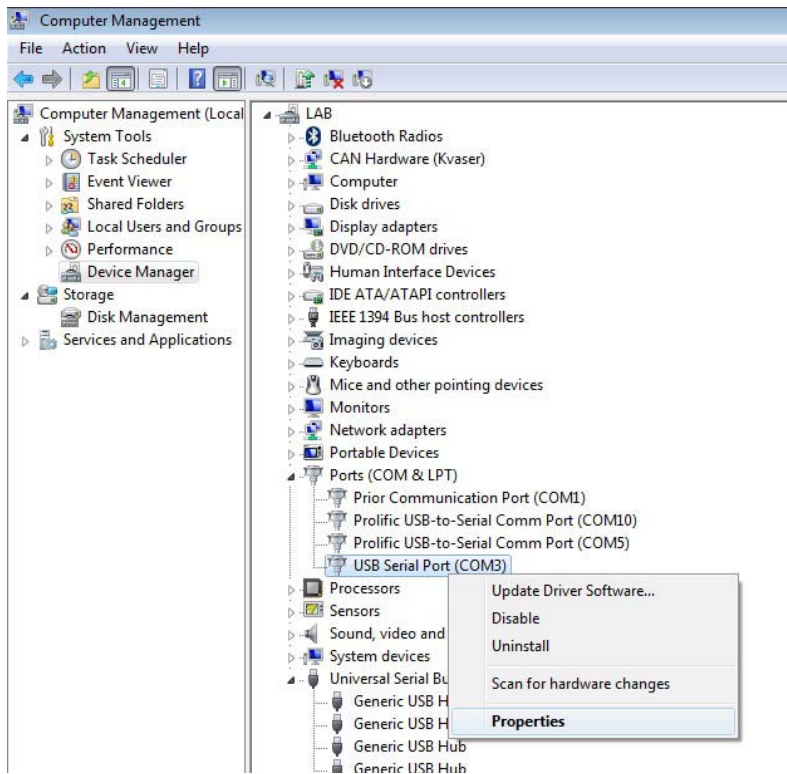 Computer Management
File Action View Help
Computer Management (Local
System Tools
Task Scheduler
Event Viewer
Shared Folders
Local Users and Groups
Performance
Device Manager
Storage
Disk Management
Services and Applications
LAB
Bluetooth Radios
CAN Hardware (Kvaser)
Computer
Disk drives
Display adapters
DVD/CD-ROM drives
Human Interface Devices
IDE ATA/ATAPI controllers
IEEE 1394 Bus host controllers
Imaging devices
Keyboards
Mice and other pointing devices
Monitors
Network adapters
Portable Devices
Ports (COM & LPT)
Prior Communication Port (COM1)
Prolific USB-to-Serial Comm Port (COM10)
Prolific USB-to-Serial Comm Port (COM5)
USB Serial Port (COM3)
Processors
Sensors
Sound, video and
System devices
Universal Serial Bu
Generic USB H
Generic USB H
Generic USB Hub
Generic USB Hub
Update Driver Software...
Disable
Uninstall
Scan for hardware changes
Properties